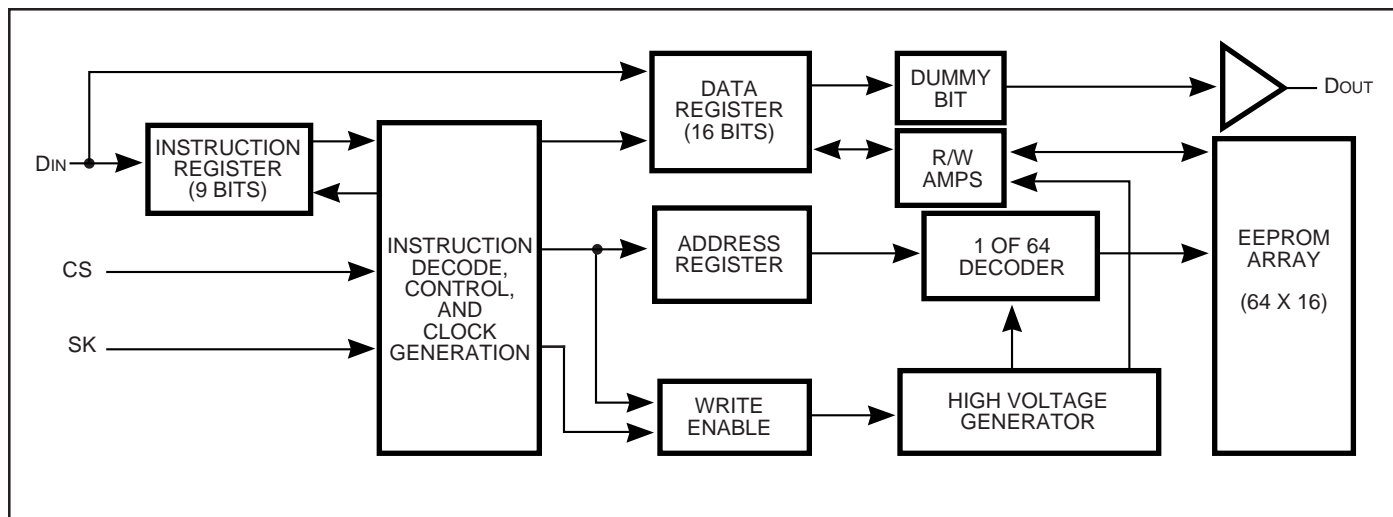 DATA
REGISTER
(16 BITS)
DUMMY
BIT
DOUT
DIN
INSTRUCTION
REGISTER
(9 BITS)
R/W
AMPS
CS
SK
INSTRUCTION
DECODE,
CONTROL,
AND
CLOCK
GENERATION
ADDRESS
REGISTER
1 OF 64
DECODER
EEPROM
ARRAY
(64 X 16)
WRITE
ENABLE
HIGH VOLTAGE
GENERATOR